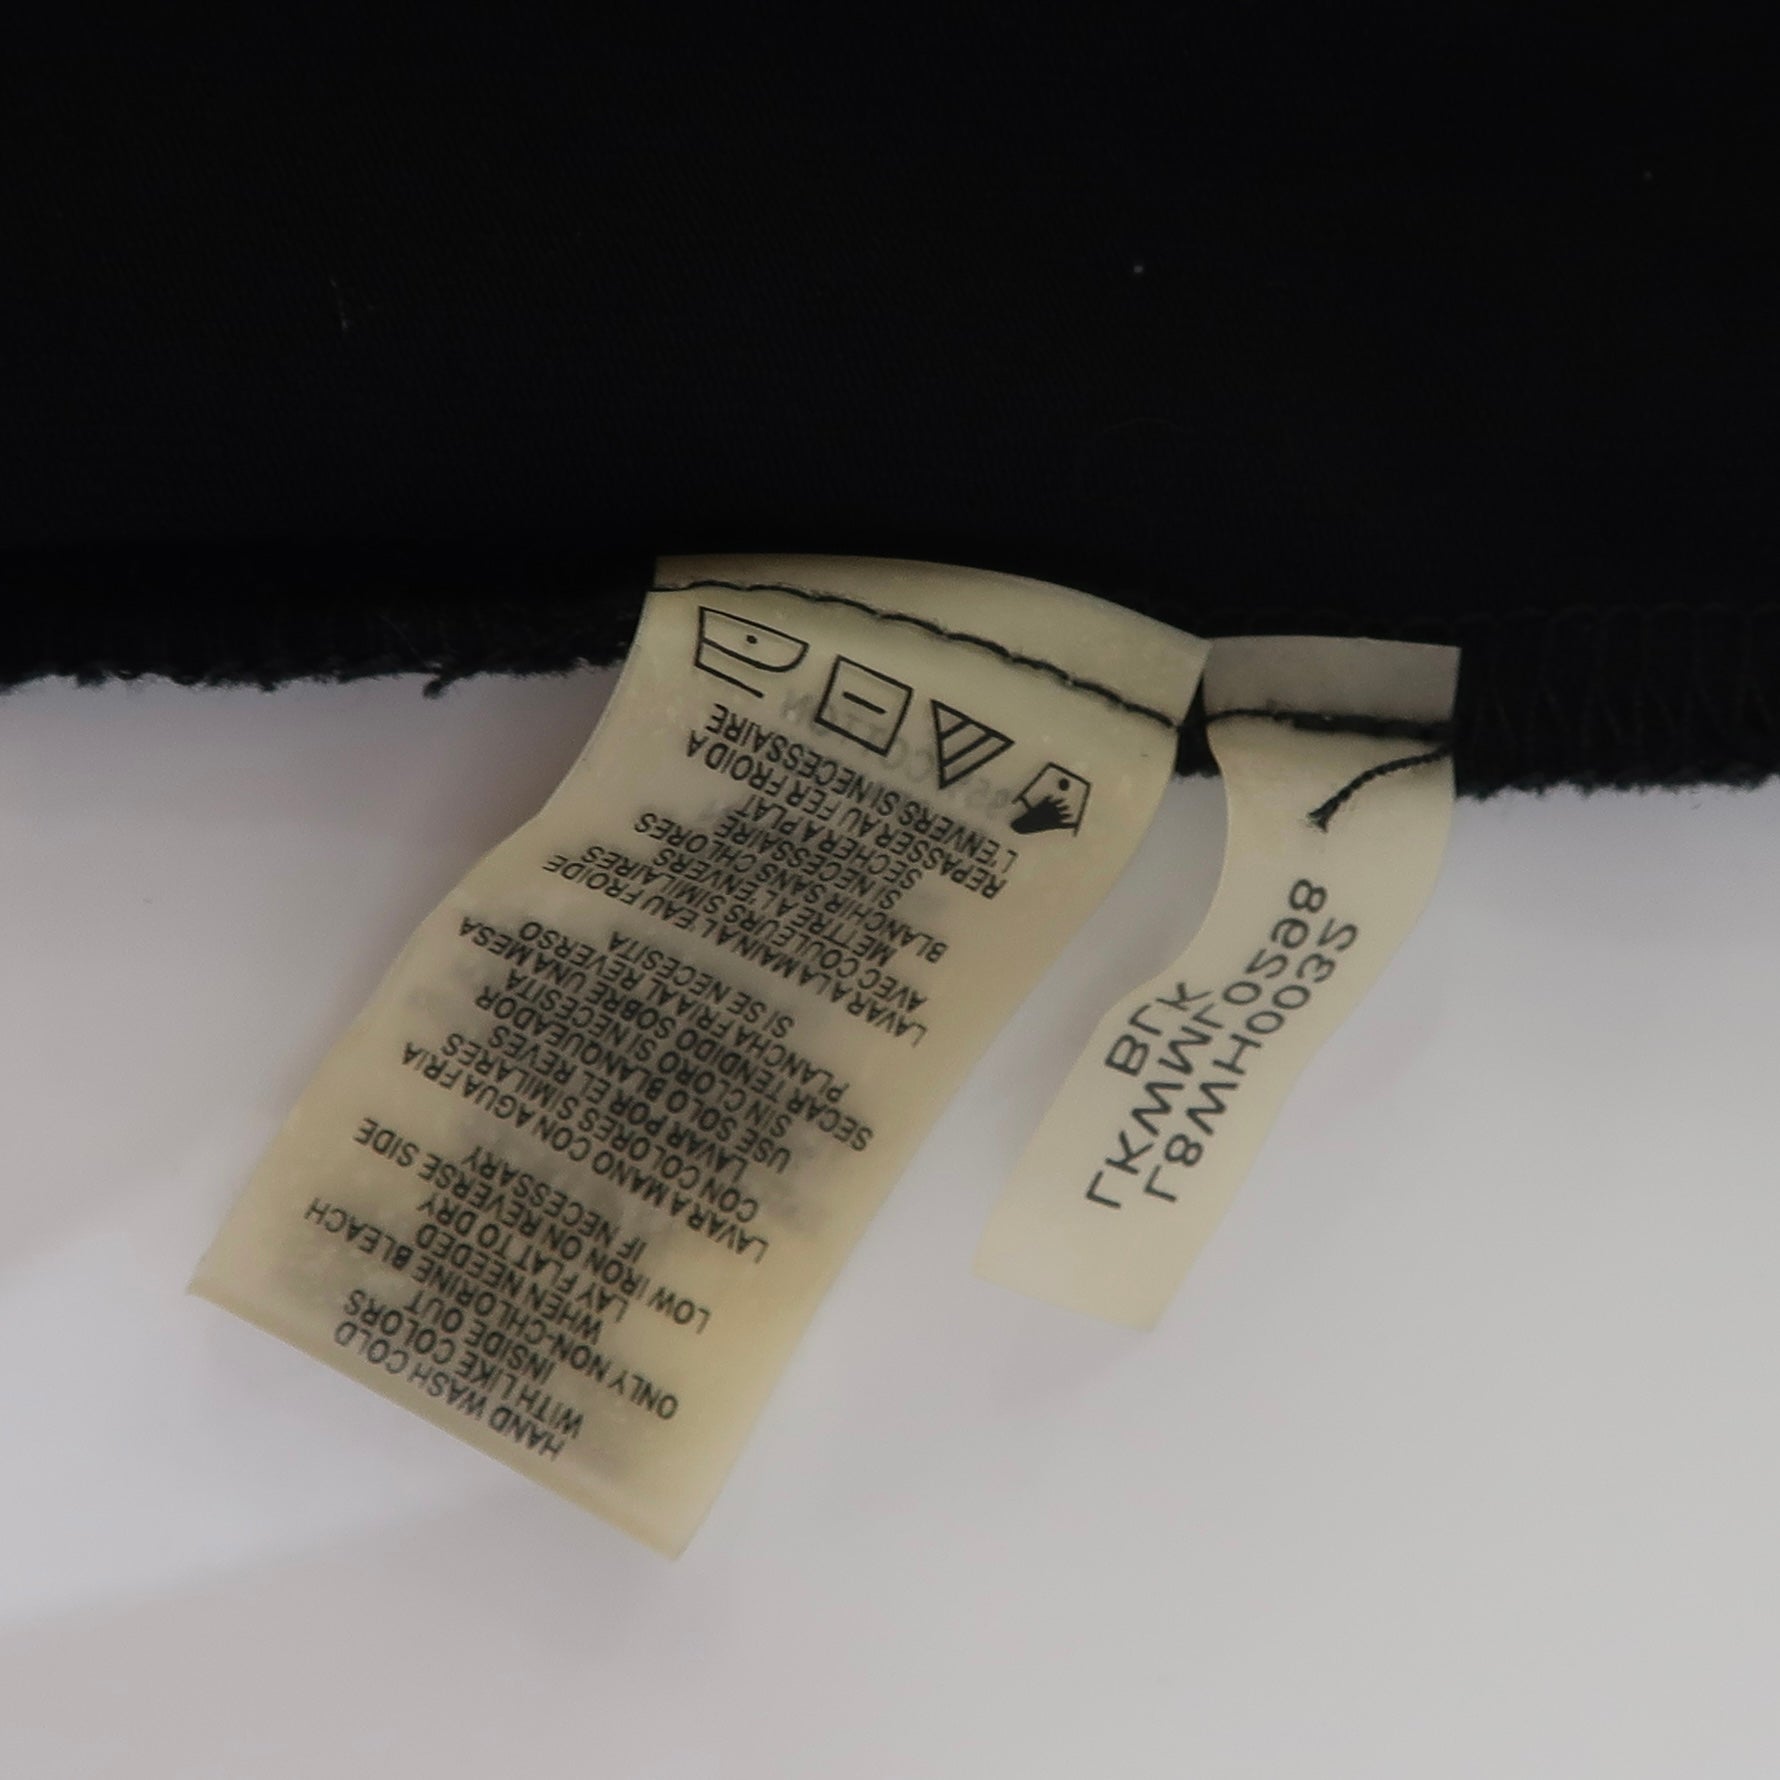 HAND WASH COLD
WITH LIKE COLORS
INSIDE OUT
ONLY NON-CHLORINE BLEACH
WHEN NEEDED
LAY FLAT TO DRY
LOW IRON ON REVERSE SIDE
IF NECESSARY
LAVAR A MANO CON AGUA FRIA
CON COLORES SIMILARES
LAVAR POR EL REVES
USE SOLO BLANQUEADOR
SIN CLORO SI NECESITA
SECAR TENDIDO SOBRE UNA MESA
PLANCHA FRIA AL REVERSO
SI SE NECESITA
LAVAR A LA MAIN A L'EAU FROIDE
AVEC COULEURS SIMILAIRES
METTRE A L'ENVERS
BLANCHIR SANS CHLORES
SI NECESSAIRE
SECHER A PLAT
REPASSER AU FER FROID A
L'ENVERS SI NECESSAIRE
BLK